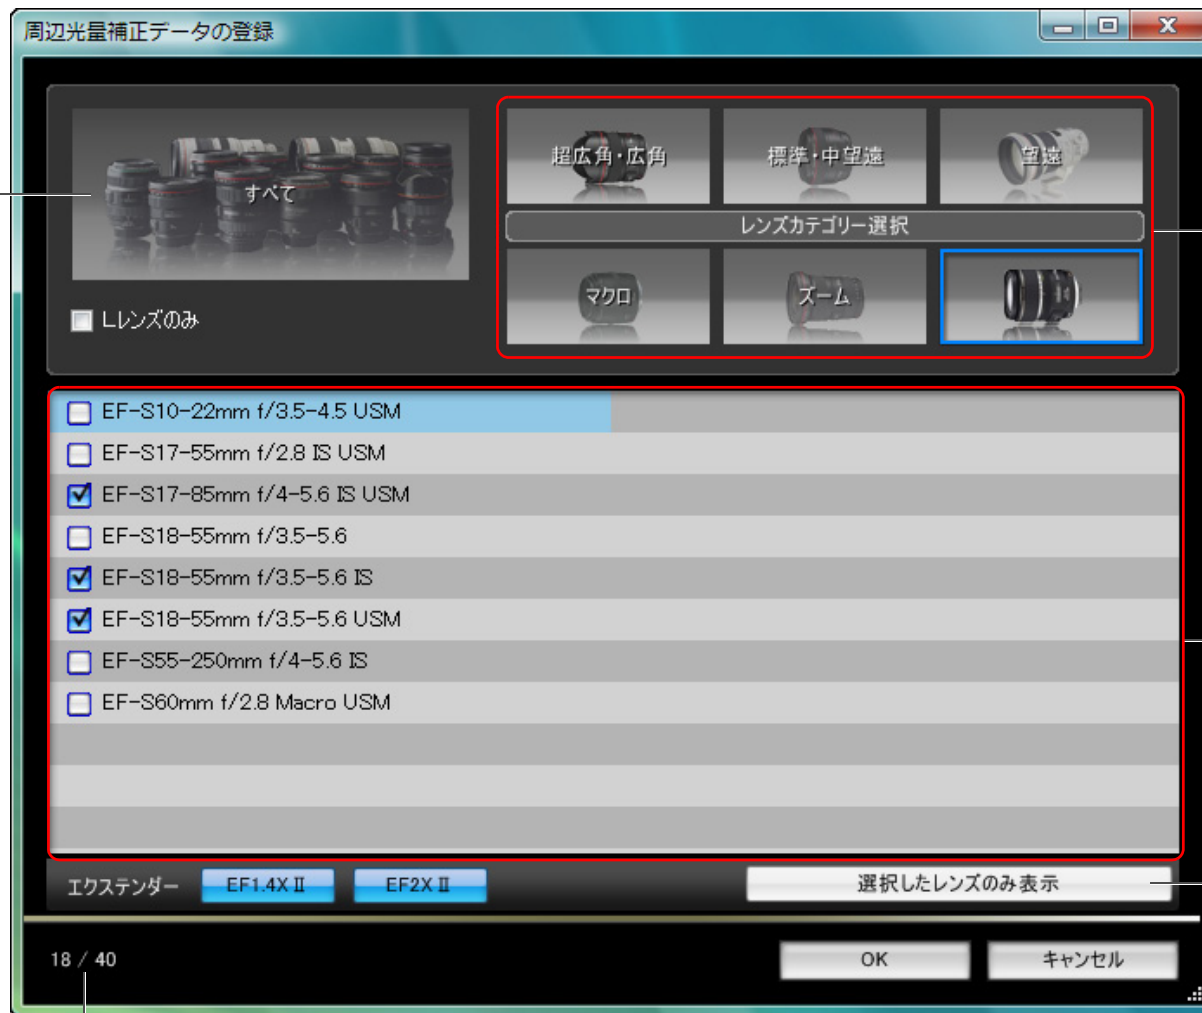 周辺光量補正データの登録
すべて
超広角・広角
標準・中望遠
望遠
レンズカテゴリー選択
マクロ
ズーム
Lレンズのみ
EF-S10-22mm f/3.5-4.5 USM
EF-S17-55mm f/2.8 IS USM
EF-S17-85mm f/4-5.6 IS USM
EF-S18-55mm f/3.5-5.6
EF-S18-55mm f/3.5-5.6 IS
EF-S18-55mm f/3.5-5.6 USM
EF-S55-250mm f/4-5.6 IS
EF-S60mm f/2.8 Macro USM
エクステンダー EF1.4X II EF2X II 選択したレンズのみ表示
18 / 40 OK キャンセル